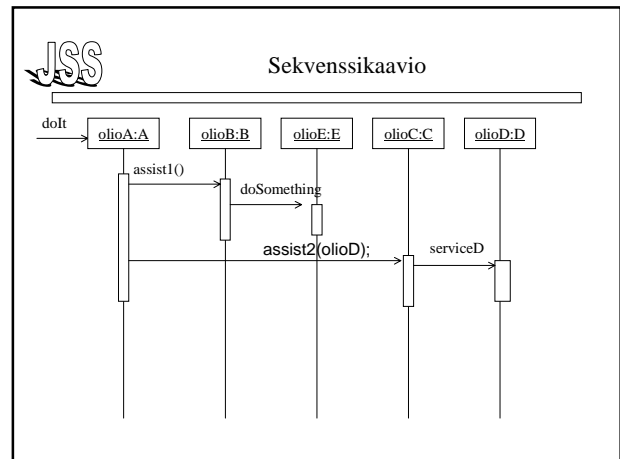 JSS
Sekvenssikaavio
doIt
olioA:A
olioB:B
olioE:E
olioC:C
olioD:D
assist1()
doSomething
assist2(olioD);
serviceD